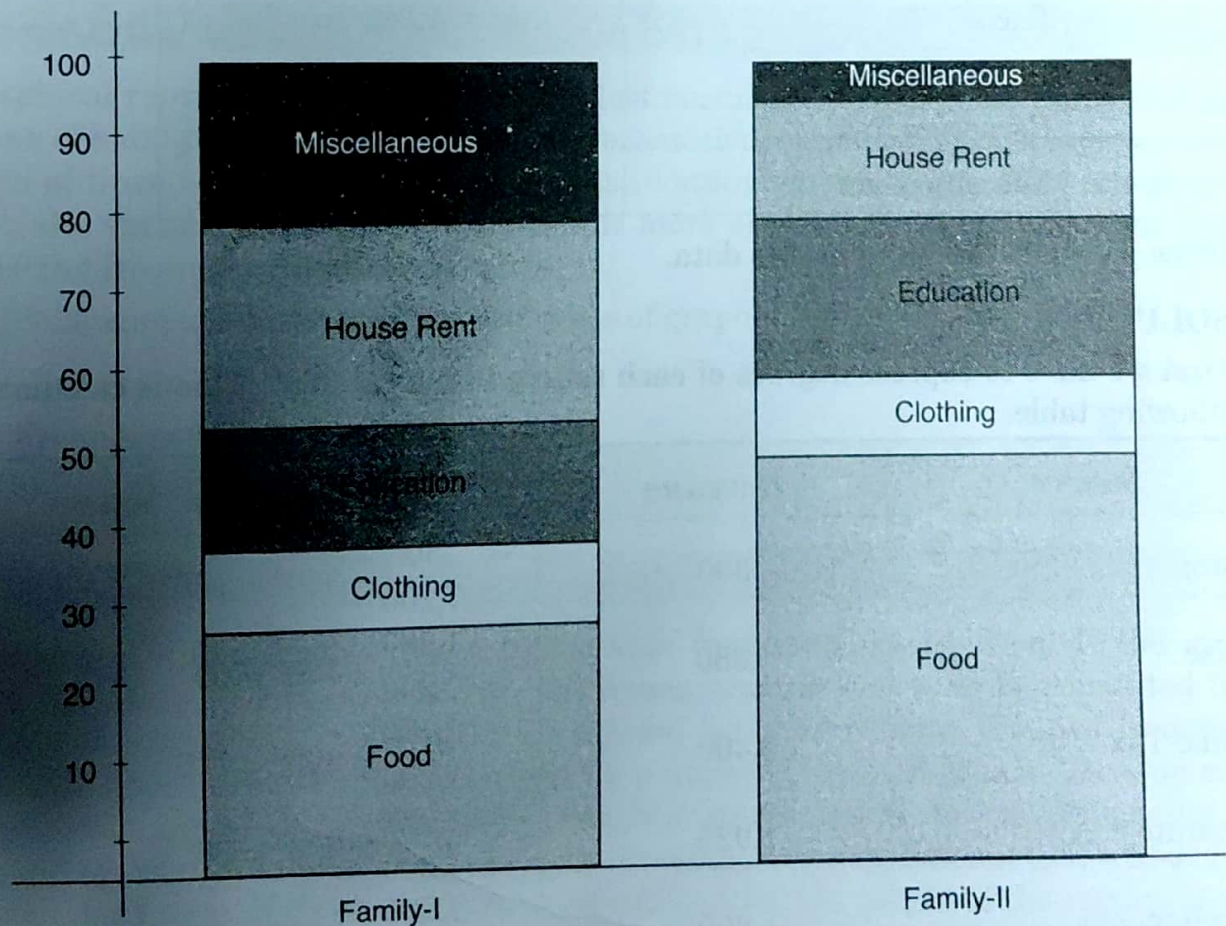 100
90
80
70
60
50
40
30
20
10
Miscellaneous
House Rent
Clothing
Food
Family-I
Miscellaneous
House Rent
Education
Clothing
Food
Family-II